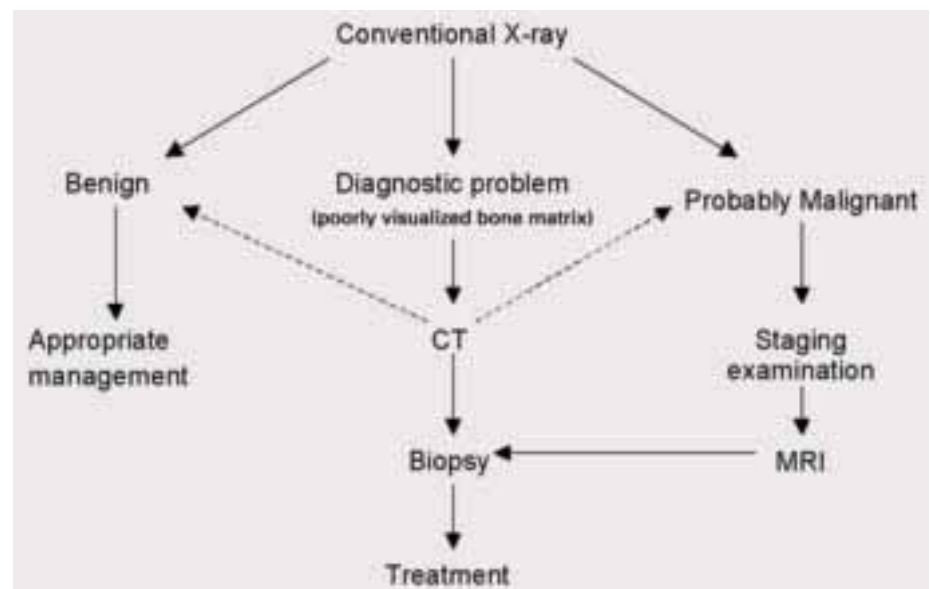 Conventional X-ray
Benign
Diagnostic problem
(poorly visualized bone matrix)
Probably Malignant
Appropriate
management
CT
Staging
examination
Biopsy
MRI
Treatment